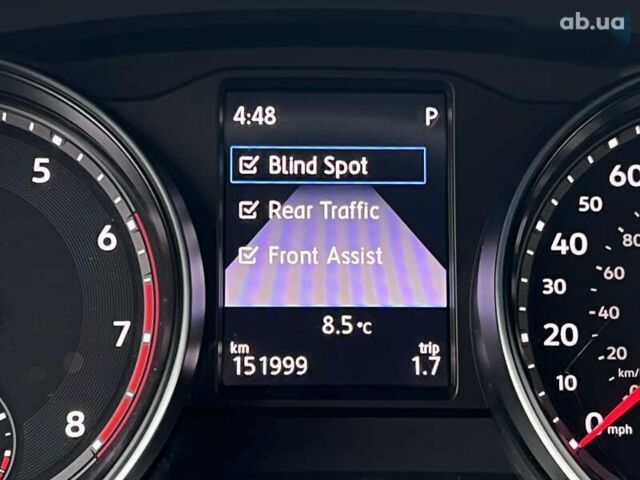 ab.ua
4:48 P
Blind Spot
Rear Traffic
Front Assist
8.5°C
km trip
151999 1.7
5
6
7
8
60
50
40
30
20
10
0 mph
80
60
40
20
km/